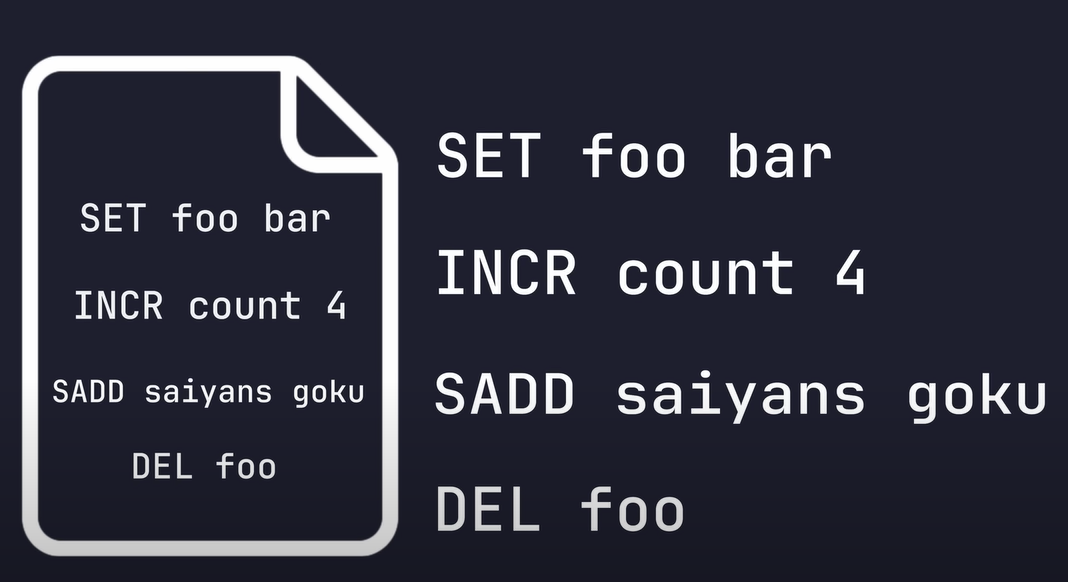 SET foo bar
INCR count 4
SADD saiyans goku
DEL foo
SET foo bar
INCR count 4
SADD saiyans goku
DEL foo